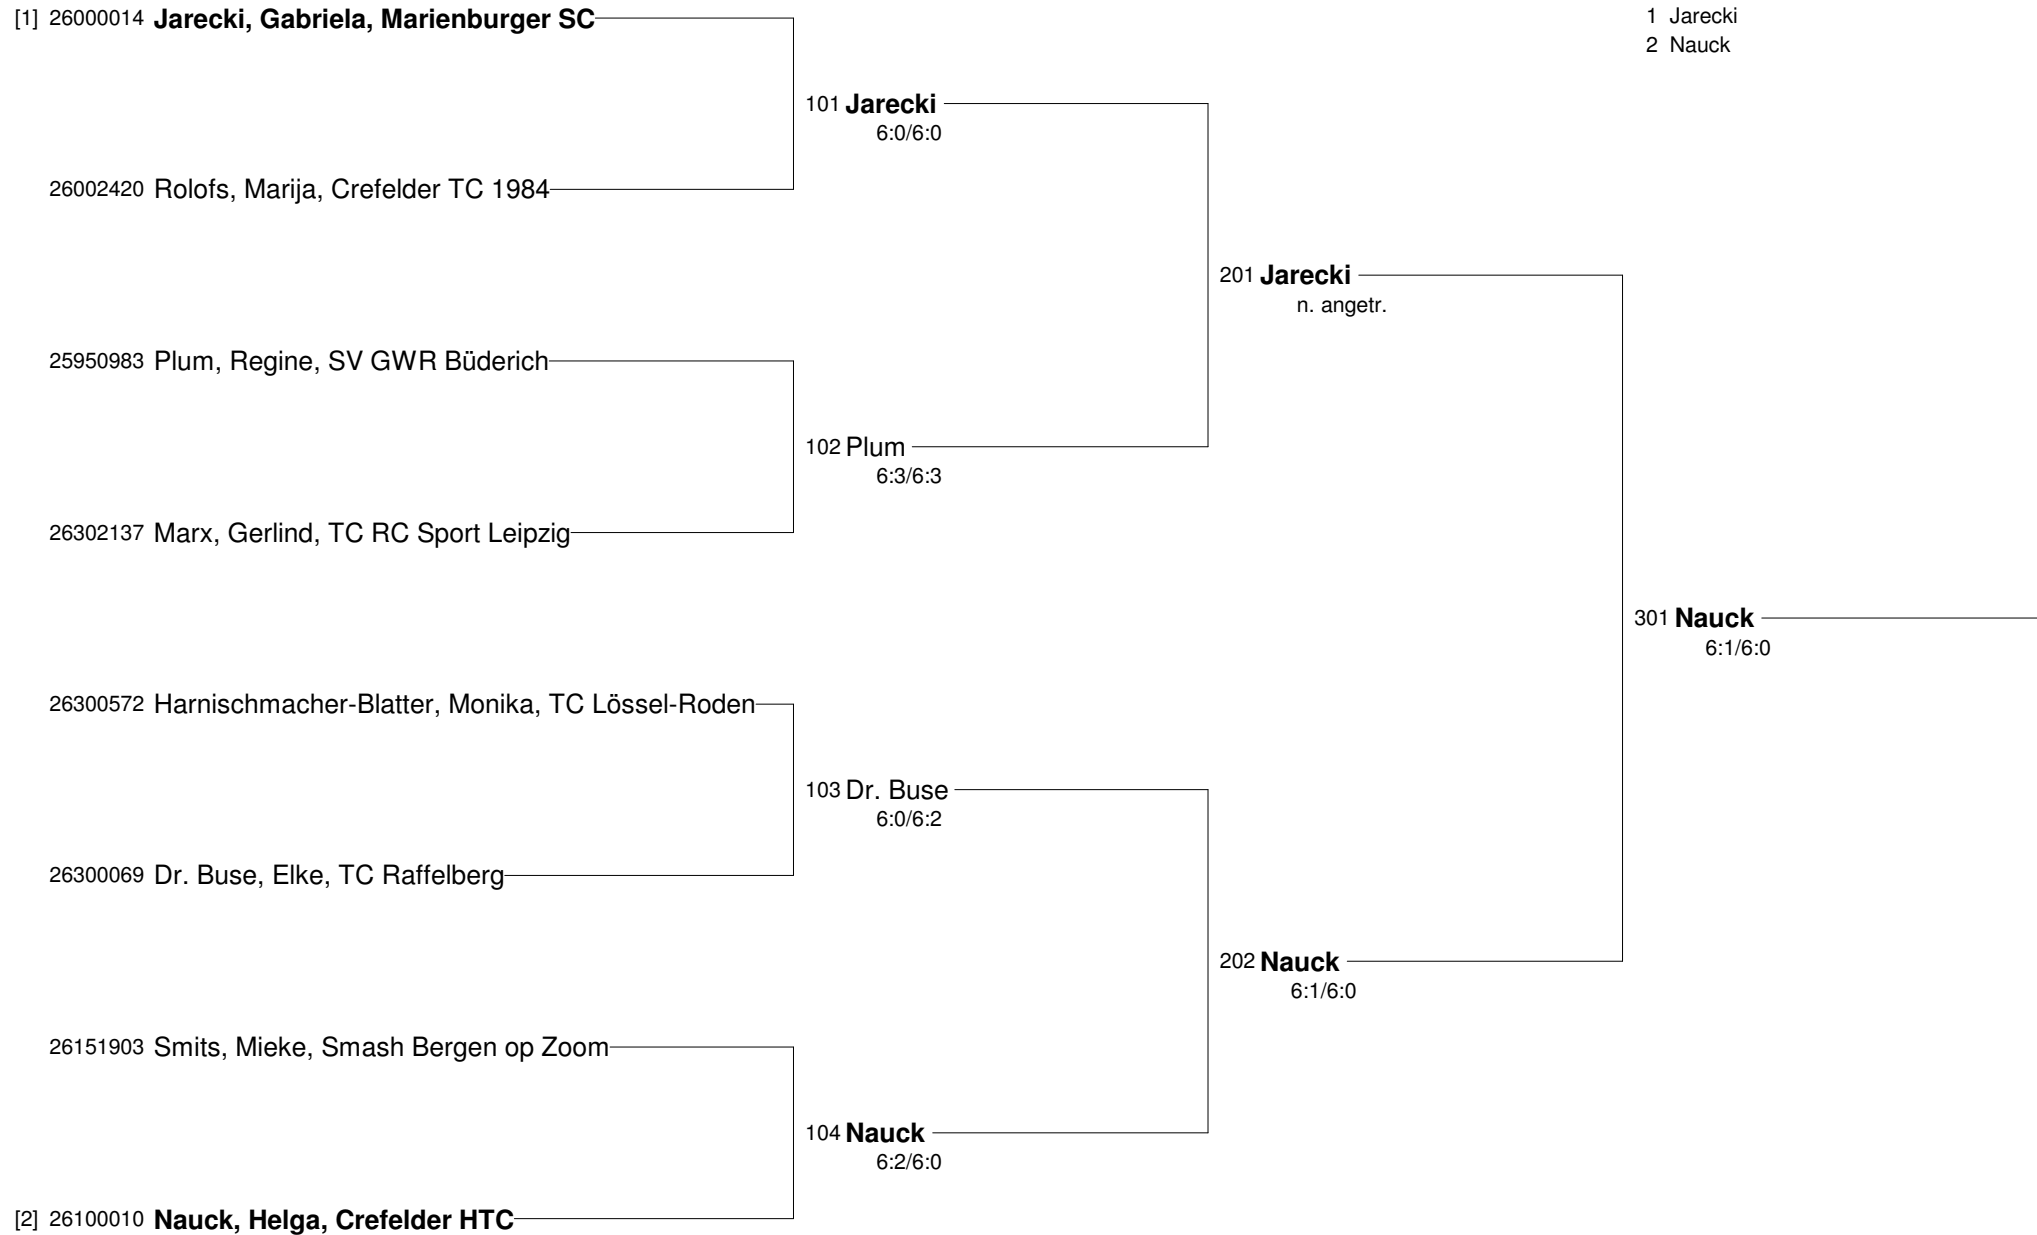 [1] 26000014 Jarecki, Gabriela, Marienburger SC
1 Jarecki
2 Nauck
101 Jarecki
6:0/6:0
26002420 Rolofs, Marija, Crefelder TC 1984
201 Jarecki
n. angetr.
25950983 Plum, Regine, SV GWR Büderich
102 Plum
6:3/6:3
26302137 Marx, Gerlind, TC RC Sport Leipzig
301 Nauck
6:1/6:0
26300572 Harnischmacher-Blatter, Monika, TC Lössel-Roden
103 Dr. Buse
6:0/6:2
26300069 Dr. Buse, Elke, TC Raffelberg
202 Nauck
6:1/6:0
26151903 Smits, Mieke, Smash Bergen op Zoom
104 Nauck
6:2/6:0
[2] 26100010 Nauck, Helga, Crefelder HTC